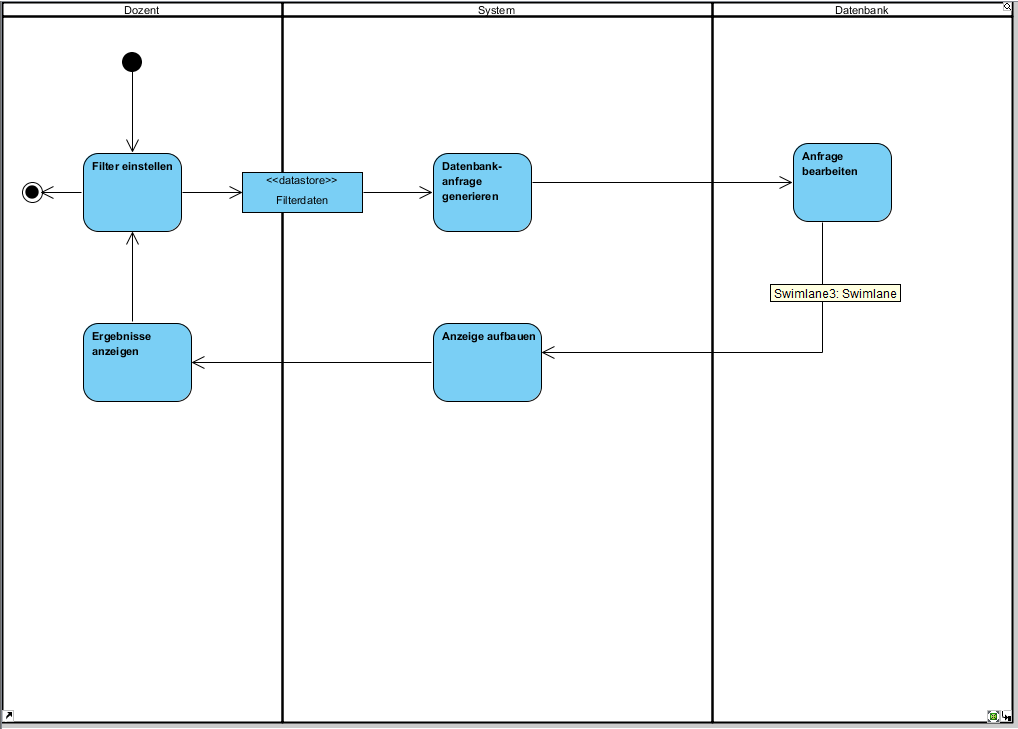 Dozent
System
Datenbank
Filter einstellen
<<datastore>>
Filterdaten
Datenbank-
anfrage
generieren
Anfrage
bearbeiten
Swimlane3: Swimlane
Ergebnisse
anzeigen
Anzeige aufbauen